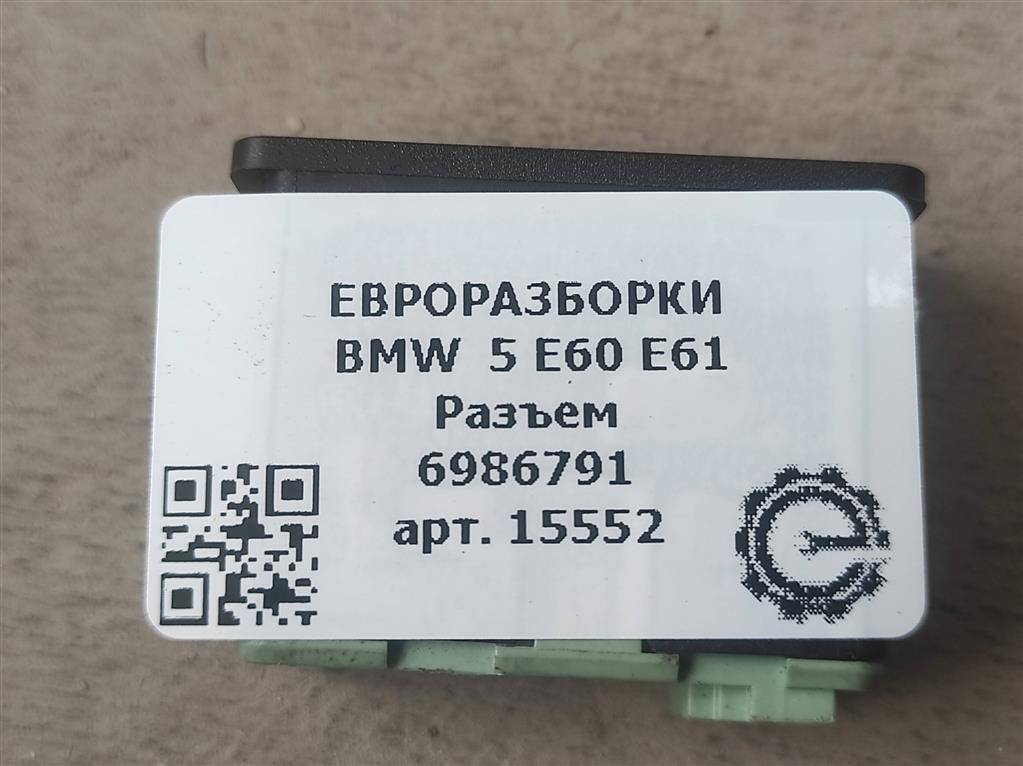 ЕВРОРАЗБОРКИ
BMW 5 E60 E61
Разъем
6986791
арт. 15552